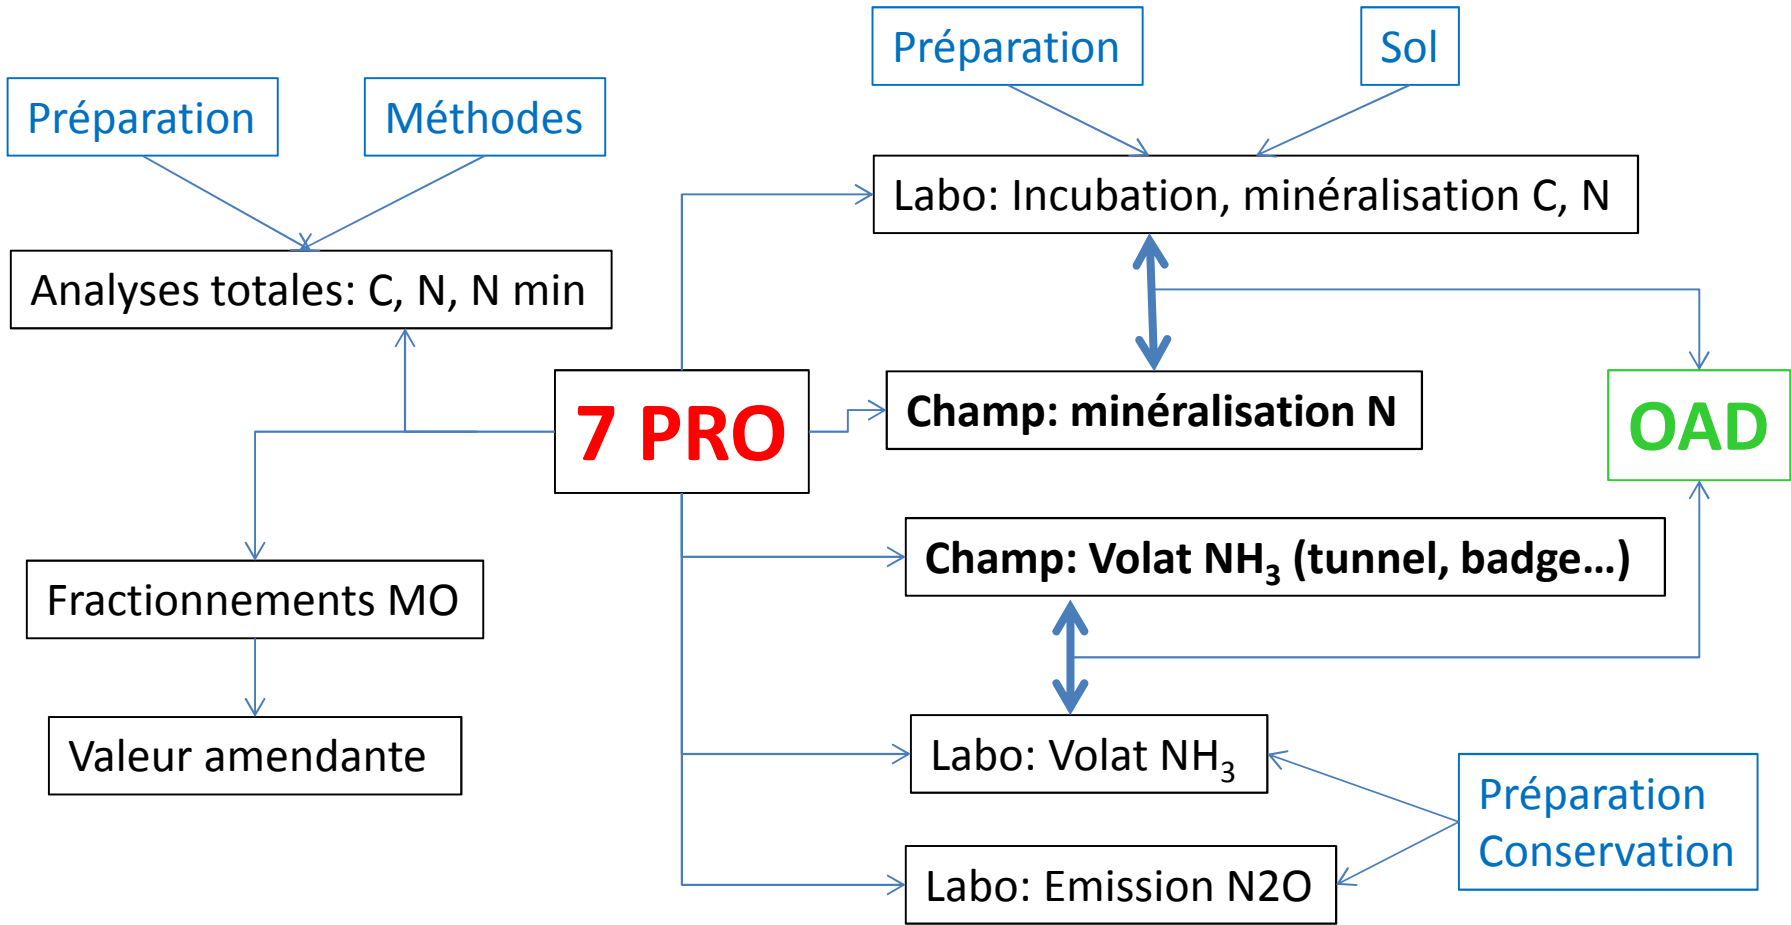 Préparation
Sol
Préparation
Méthodes
Labo: Incubation, minéralisation C, N
Analyses totales: C, N, N min
7 PRO
Champ: minéralisation N
OAD
Champ: Volat NH₃ (tunnel, badge...)
Fractionnements MO
Valeur amendante
Labo: Volat NH₃
Préparation
Conservation
Labo: Emission N2O